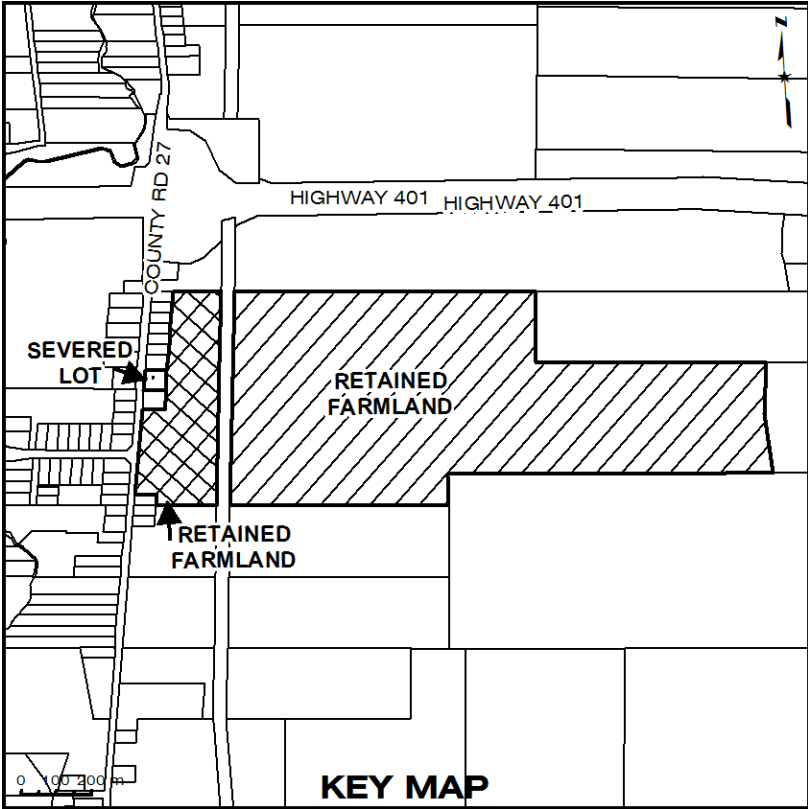 z
COUNTY RD 27
HIGHWAY 401 HIGHWAY 401
SEVERED
LOT
RETAINED
FARMLAND
RETAINED
FARMLAND
0 100 200 m
KEY MAP